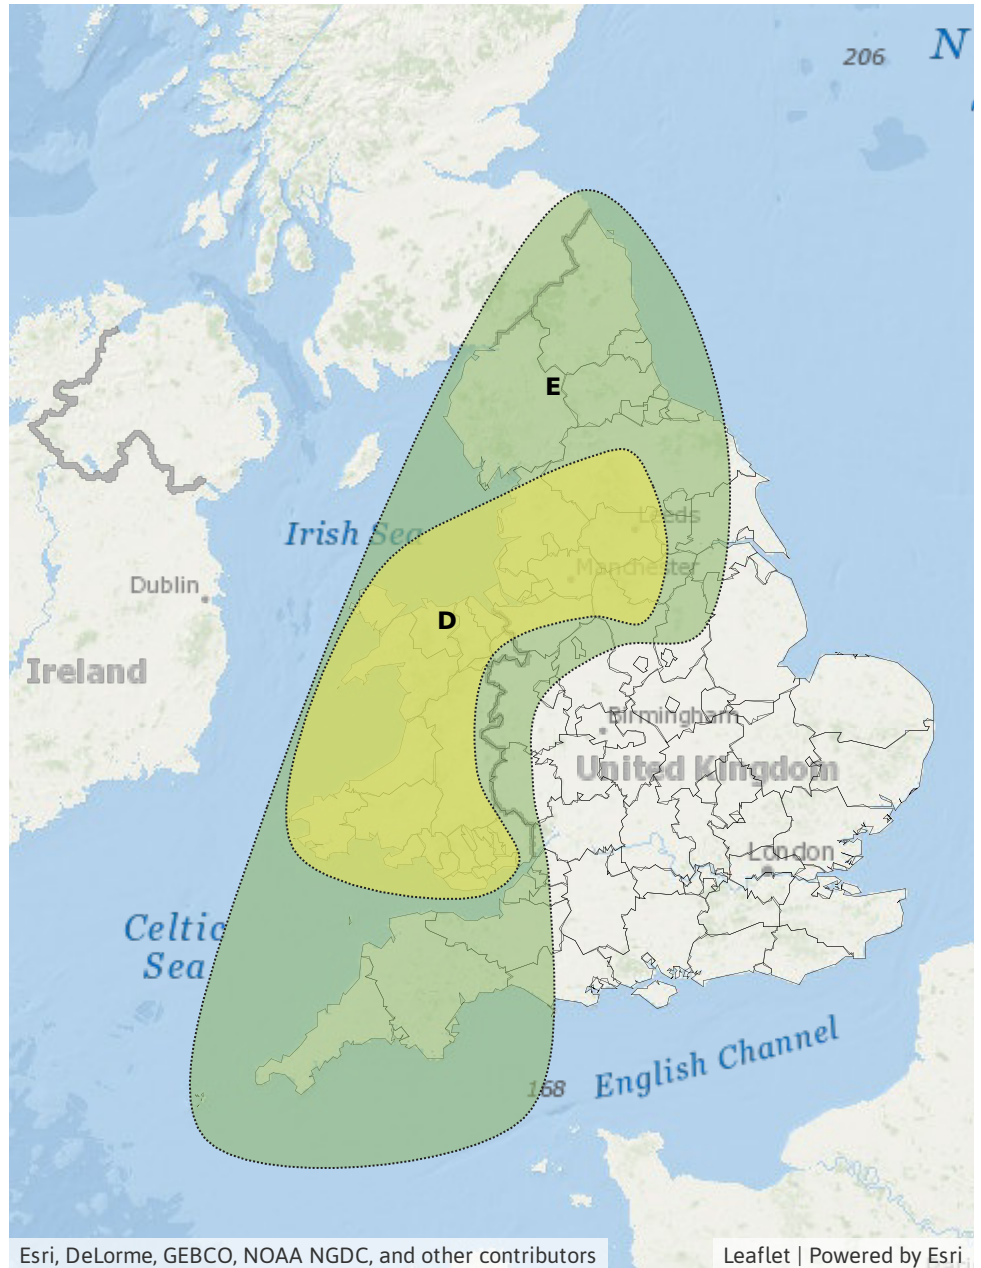 206
N
E
Leeds
Irish Sea
Manchester
Dublin
D
Ireland
Birmingham
United Kingdom
London
Celtic
Sea
English Channel
168
Esri, DeLorme, GEBCO, NOAA NGDC, and other contributors
Leaflet | Powered by Esri